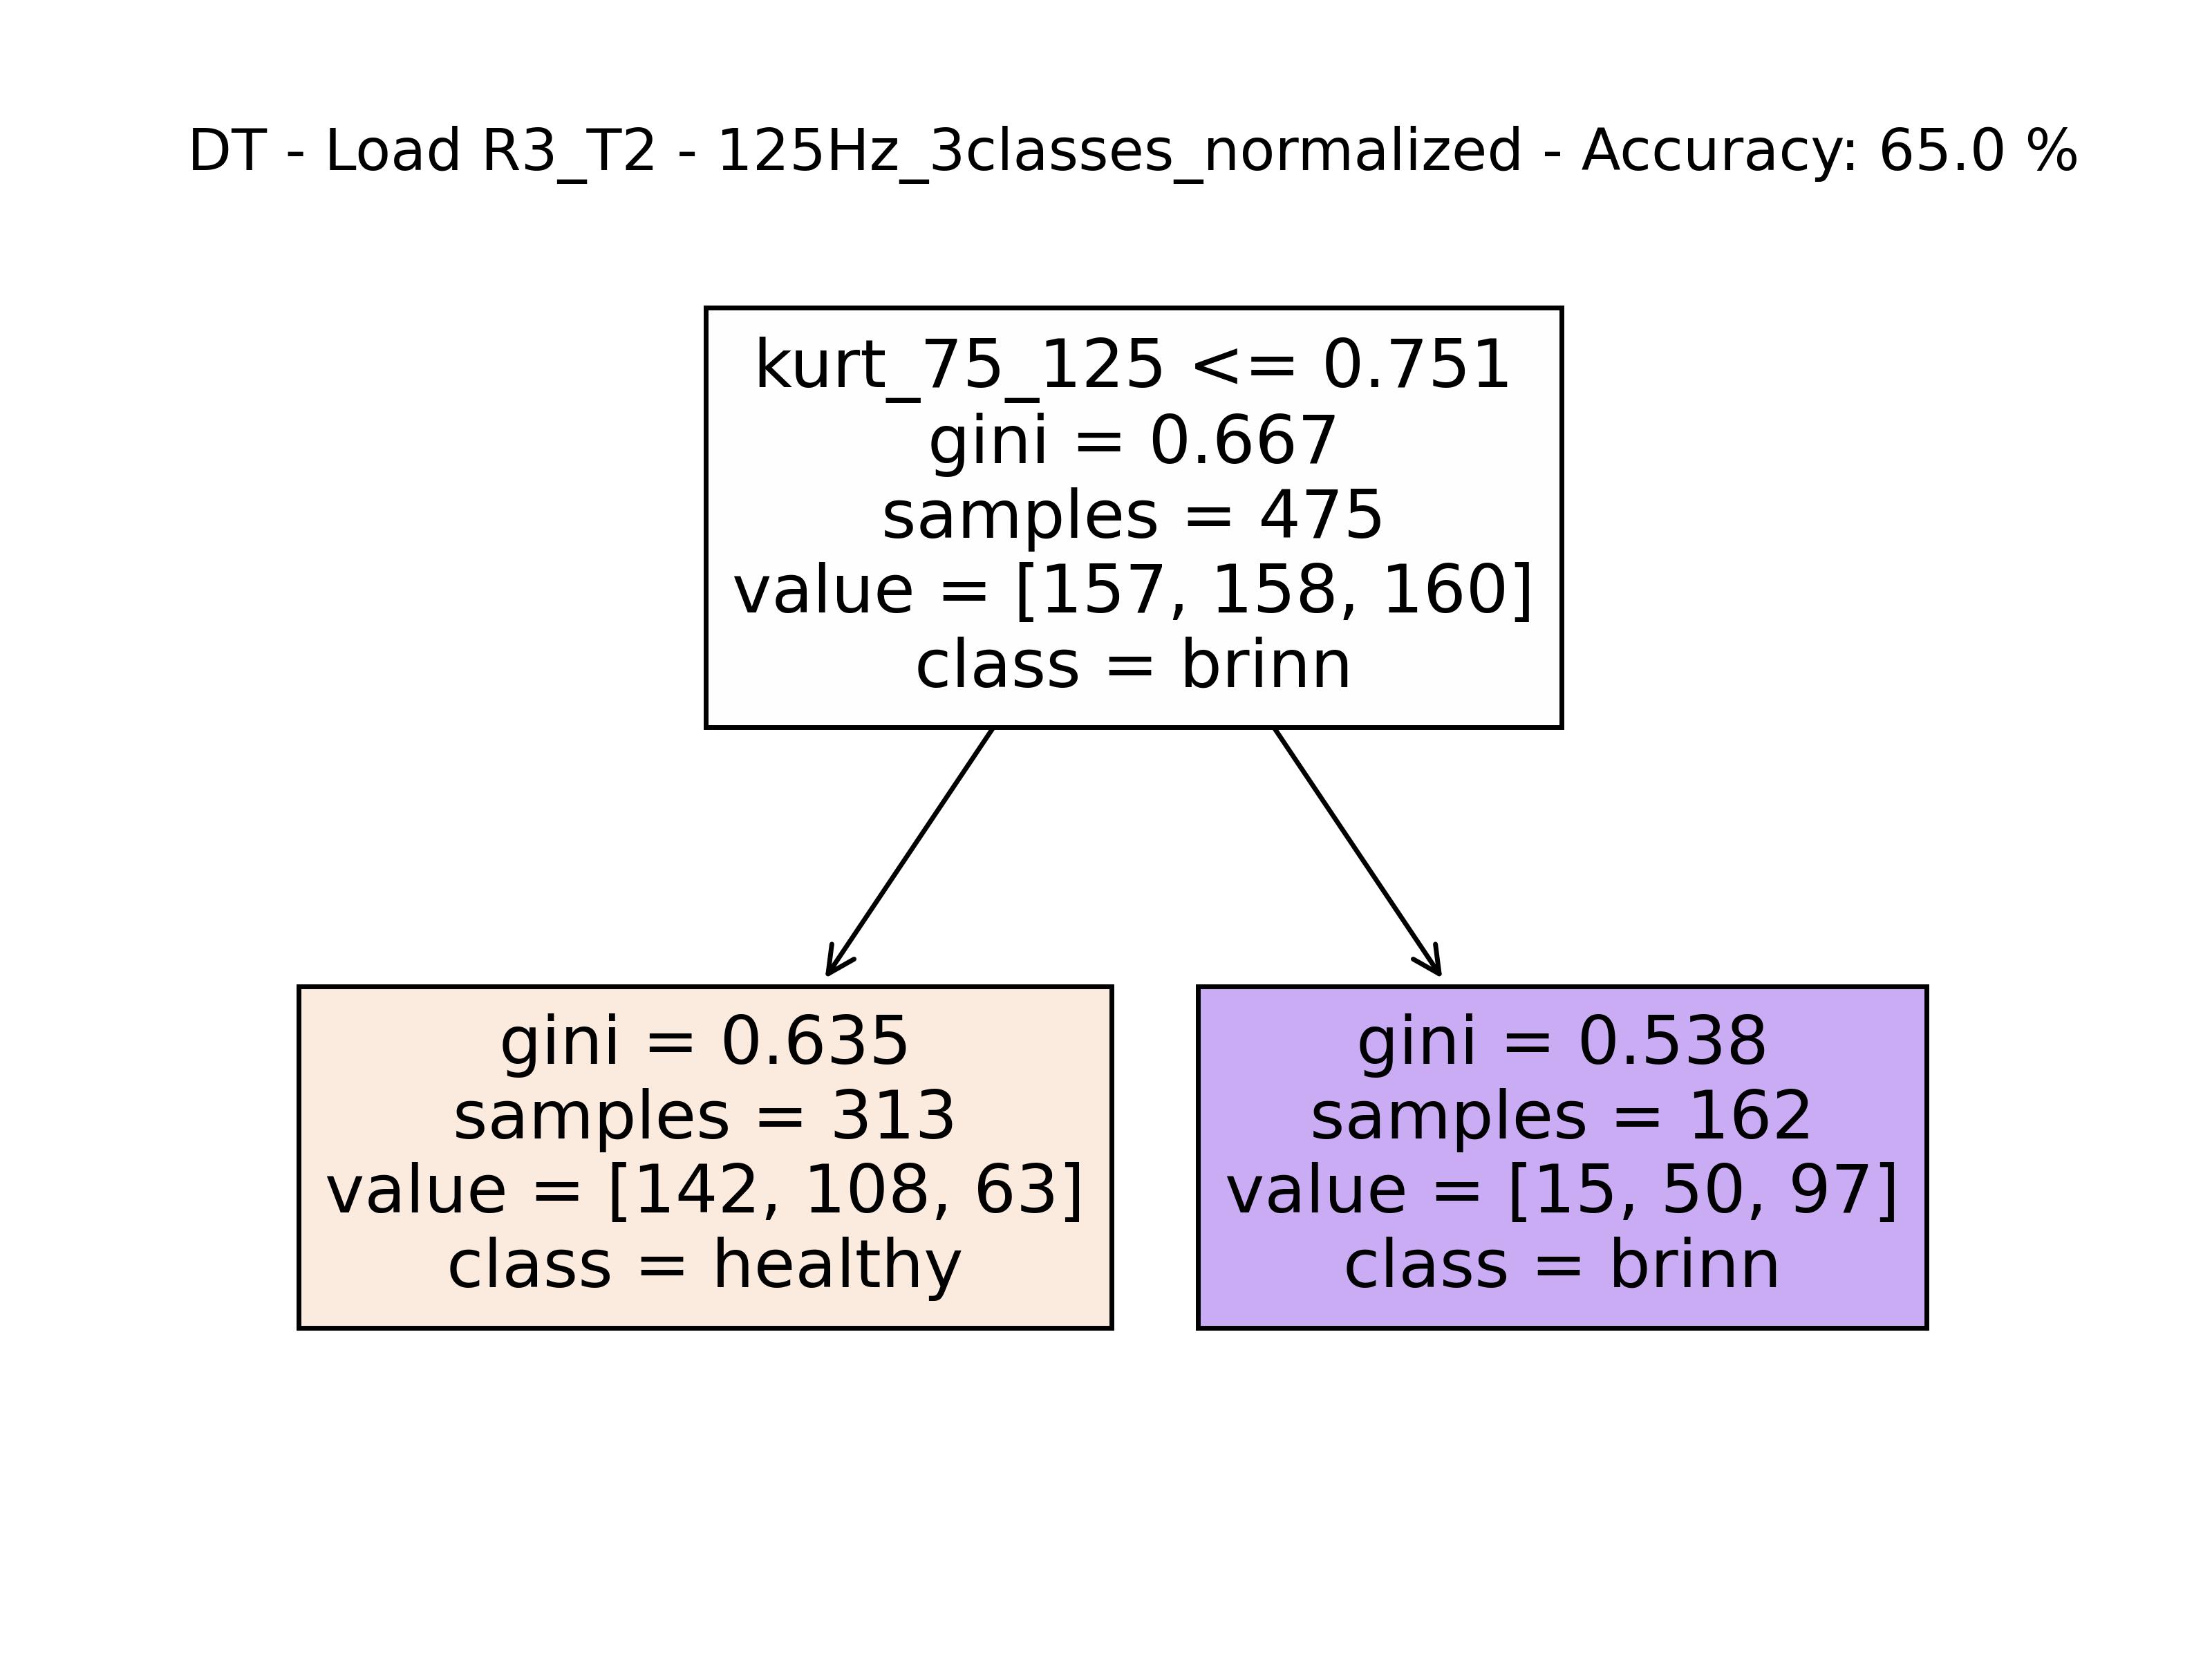 DT - Load R3_T2 - 125Hz_3classes_normalized - Accuracy: 65.0 %
kurt_75_125 <= 0.751
gini = 0.667
samples = 475
value = [157, 158, 160]
class = brinn
gini = 0.635
samples = 313
value = [142, 108, 63]
class = healthy
gini = 0.538
samples = 162
value = [15, 50, 97]
class = brinn